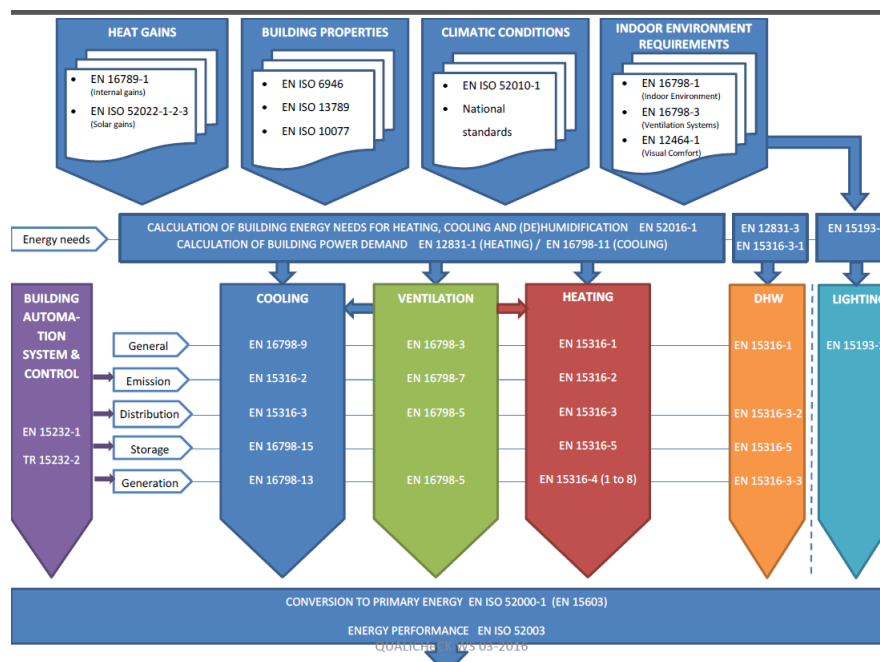 HEAT GAINS
EN 16789-1
(Internal gains)
EN ISO 52022-1-2-3
(Solar gains)
BUILDING PROPERTIES
EN ISO 6946
EN ISO 13789
EN ISO 10077
CLIMATIC CONDITIONS
EN ISO 52010-1
National
standards
INDOOR ENVIRONMENT
REQUIREMENTS
EN 16798-1
(Indoor Environment)
EN 16798-3
(Ventilation Systems)
EN 12464-1
(Visual Comfort)
Energy needs
CALCULATION OF BUILDING ENERGY NEEDS FOR HEATING, COOLING AND (DE)HUMIDIFICATION EN 52016-1
CALCULATION OF BUILDING POWER DEMAND EN 12831-1 (HEATING) / EN 16798-11 (COOLING)
EN 12831-3
EN 15316-3-1
EN 15193-
BUILDING
AUTOMA-
TION
SYSTEM &
CONTROL
EN 15232-1
TR 15232-2
General
Emission
Distribution
Storage
Generation
COOLING
EN 16798-9
EN 15316-2
EN 15316-3
EN 16798-15
EN 16798-13
VENTILATION
EN 16798-3
EN 16798-7
EN 16798-5
EN 16798-5
HEATING
EN 15316-1
EN 15316-2
EN 15316-3
EN 15316-5
EN 15316-4 (1 to 8)
DHW
EN 15316-1
EN 15316-3-2
EN 15316-5
EN 15316-3-3
LIGHTING
EN 15193-
CONVERSION TO PRIMARY ENERGY EN ISO 52000-1 (EN 15603)
ENERGY PERFORMANCE EN ISO 52003
QUALICHeCK WS 03-2016